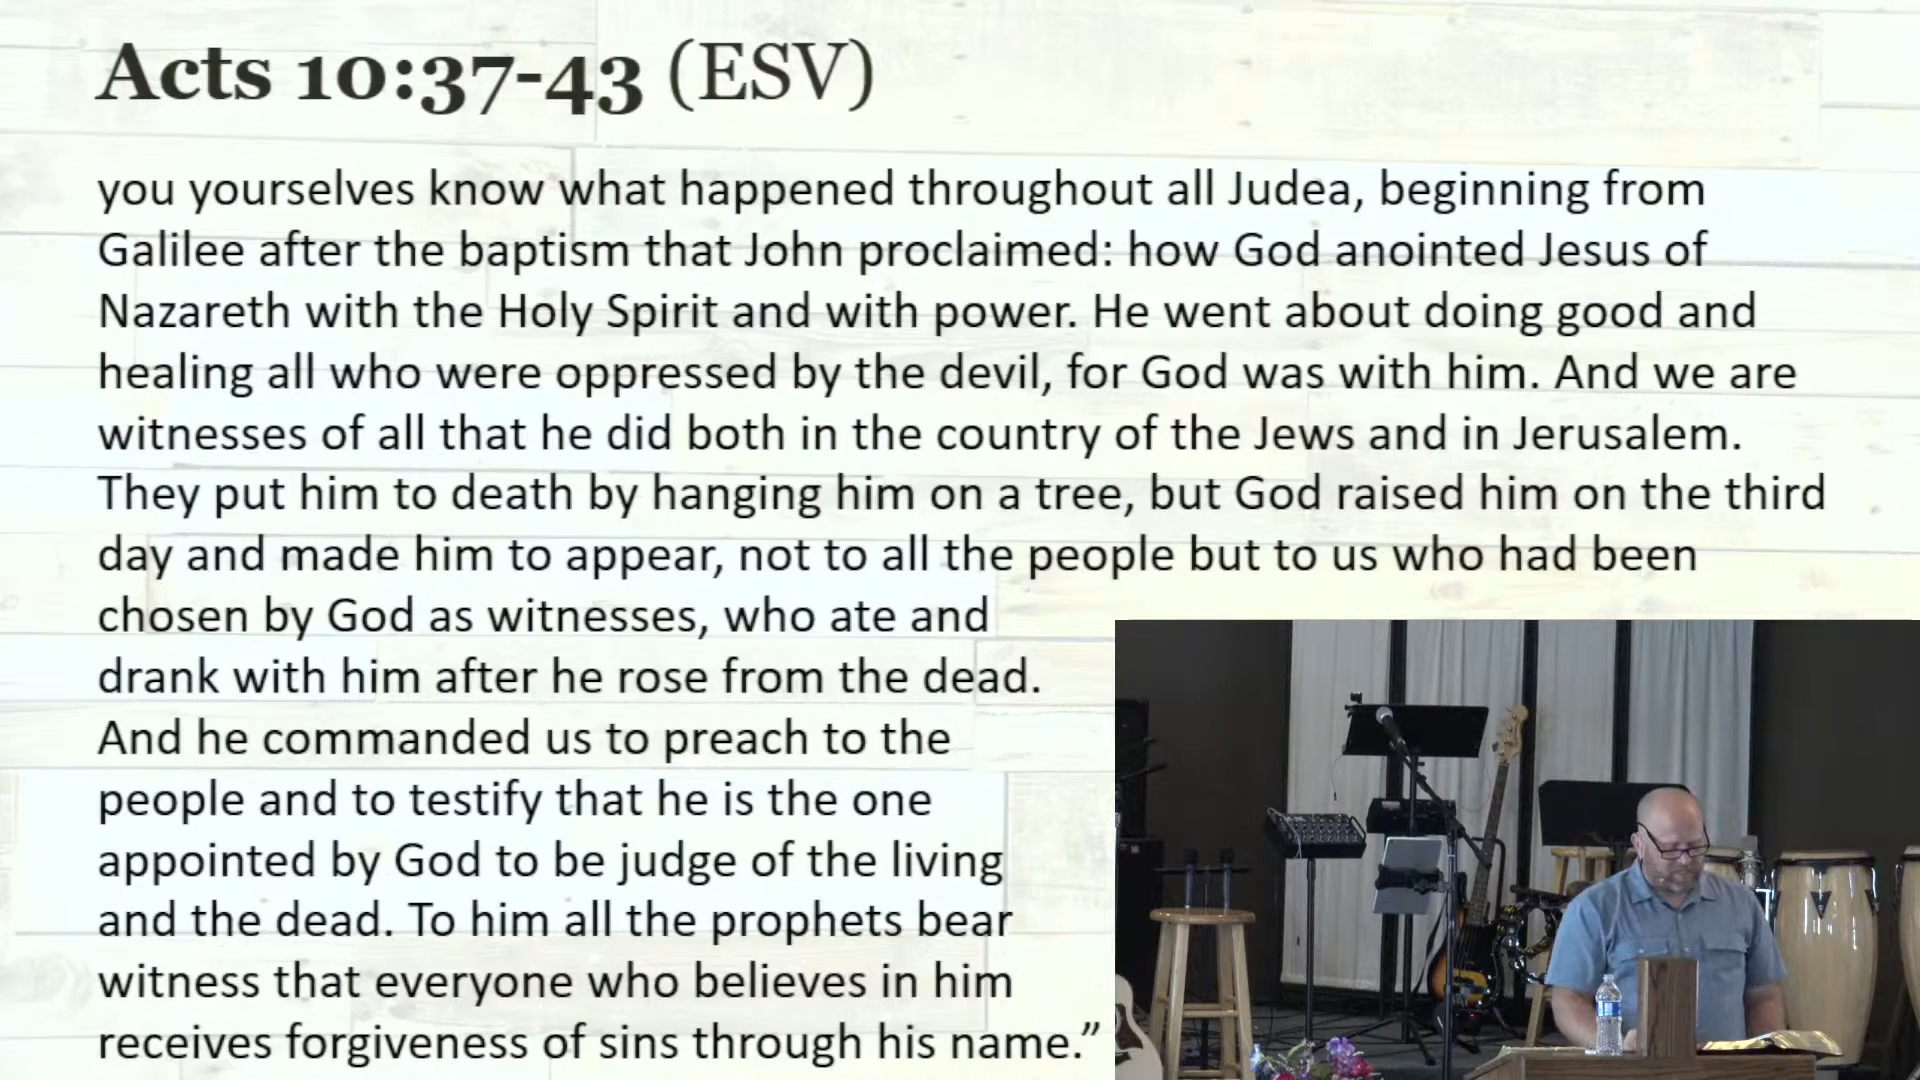 Acts 10:37-43 (ESV)
you yourselves know what happened throughout all Judea, beginning from
Galilee after the baptism that John proclaimed: how God anointed Jesus of
Nazareth with the Holy Spirit and with power. He went about doing good and
healing all who were oppressed by the devil, for God was with him. And we are
witnesses of all that he did both in the country of the Jews and in Jerusalem.
They put him to death by hanging him on a tree, but God raised him on the third
day and made him to appear, not to all the people but to us who had been
chosen by God as witnesses, who ate and
drank with him after he rose from the dead.
And he commanded us to preach to the
people and to testify that he is the one
appointed by God to be judge of the living
and the dead. To him all the prophets bear
witness that everyone who believes in him
receives forgiveness of sins through his name.”